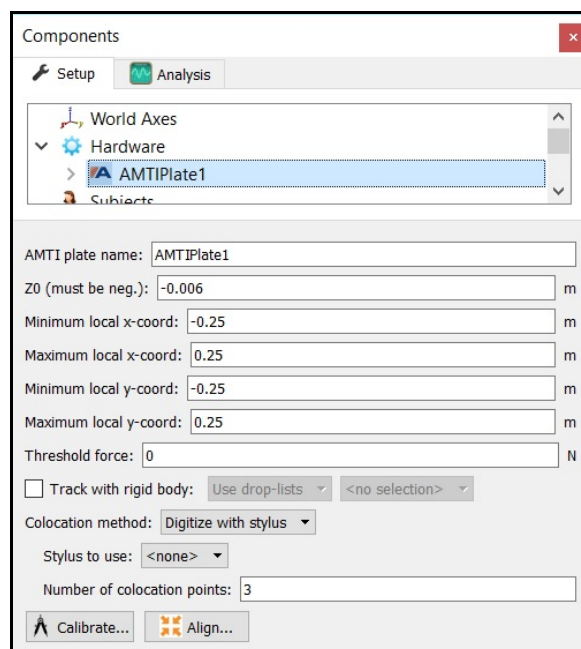 Components
Setup Analysis
World Axes
Hardware
AMTIPlate1
Subjects
AMTI plate name: AMTIPlate1
Z0 (must be neg.): -0.006 m
Minimum local x-coord: -0.25 m
Maximum local x-coord: 0.25 m
Minimum local y-coord: -0.25 m
Maximum local y-coord: 0.25 m
Threshold force: 0 N
Track with rigid body: Use drop-lists <no selection>
Colocation method: Digitize with stylus
Stylus to use: <none>
Number of colocation points: 3
Calibrate... Align...